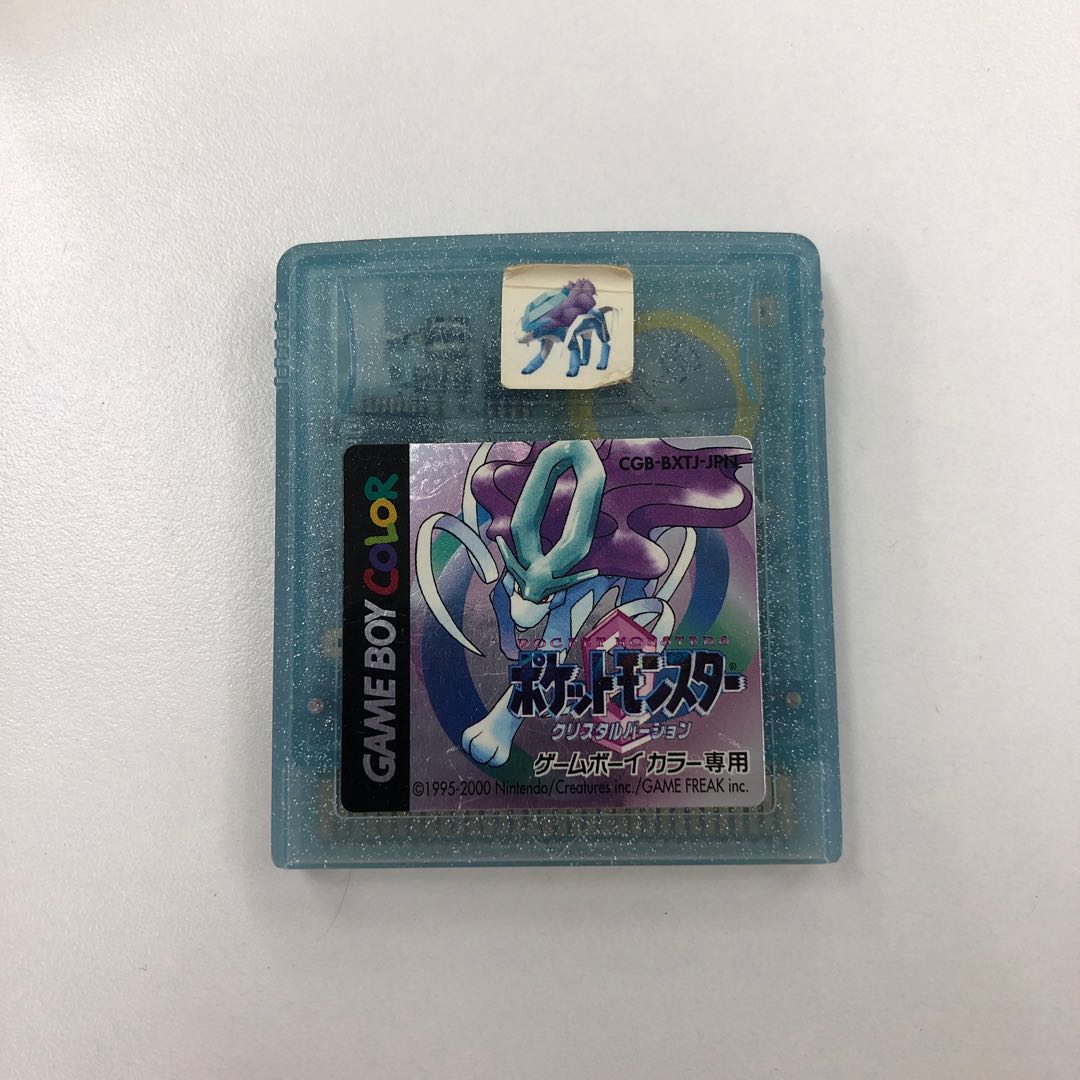 CGB-BXTJ-JPN
GAME BOY COLOR
POCKET MONSTERS
ポケットモンスター®
クリスタルバージョン
ゲームボーイカラー専用
©1995-2000 Nintendo/Creatures inc./GAME FREAK inc.